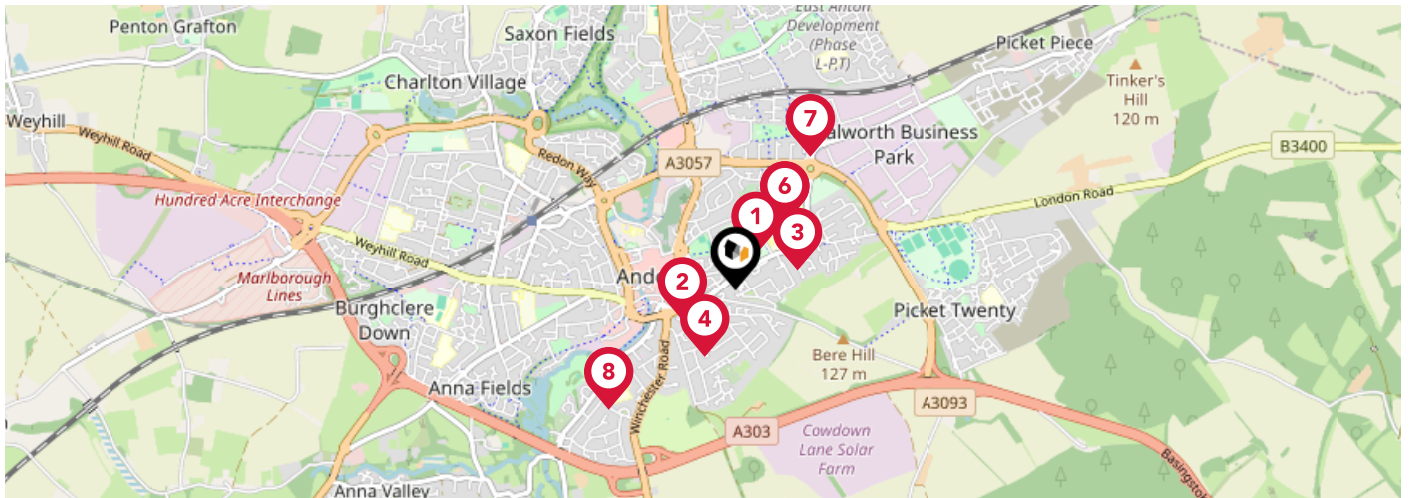 East Anton
Development
(Phase
L-P,T)
Penton Grafton
Saxon Fields
Picket Piece
Charlton Village
Tinker's
Hill
120 m
Weyhill
Weyhill Road
7
alworth Business
Park
Redon Way
A3057
B3400
6
London Road
Hundred Acre Interchange
1
3
Weyhill Road
Marlborough
Lines
2
Burghclere
Down
4
Picket Twenty
Bere Hill
127 m
8
Anna Fields
Winchester Road
A3093
A303
Cowdown
Lane Solar
Farm
Anna Valley